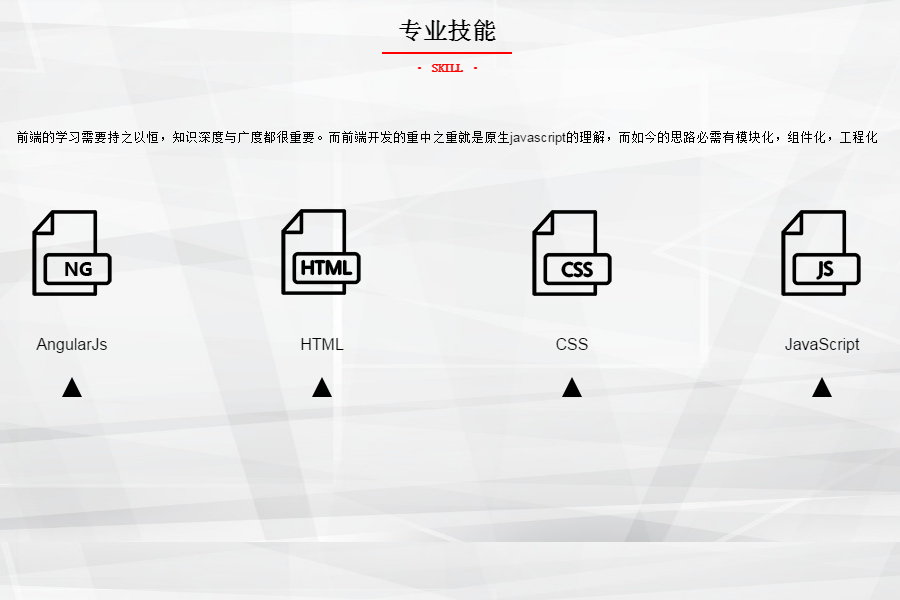 专业技能
- SKILL -
前端的学习需要持之以恒，知识深度与广度都很重要。而前端开发的重中之重就是原生javascript的理解，而如今的思路必需有模块化，组件化，工程化
NG HTML CSS JS
AngularJs HTML CSS JavaScript